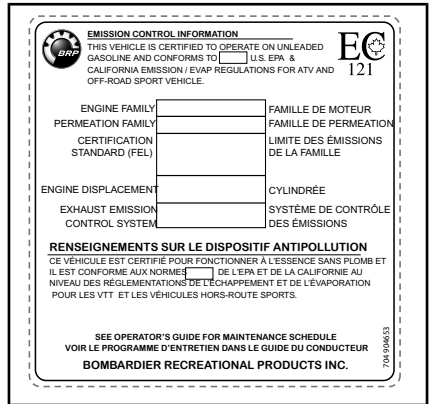 BRP
EMISSION CONTROL INFORMATION
THIS VEHICLE IS CERTIFIED TO OPERATE ON UNLEADED
GASOLINE AND CONFORMS TO U.S. EPA &
CALIFORNIA EMISSION / EVAP REGULATIONS FOR ATV AND
OFF-ROAD SPORT VEHICLE.
EC
121
ENGINE FAMILY FAMILLE DE MOTEUR
PERMEATION FAMILY FAMILLE DE PERMEATION
CERTIFICATION LIMITE DES ÉMISSIONS
STANDARD (FEL) DE LA FAMILLE
ENGINE DISPLACEMENT CYLINDRÉE
EXHAUST EMISSION SYSTÈME DE CONTRÔLE
CONTROL SYSTEM DES ÉMISSIONS
RENSEIGNEMENTS SUR LE DISPOSITIF ANTIPOLLUTION
CE VÉHICULE EST CERTIFIÉ POUR FONCTIONNER À L'ESSENCE SANS PLOMB ET
IL EST CONFORME AUX NORMES DE L'EPA ET DE LA CALIFORNIE AU
NIVEAU DES RÉGLEMENTATIONS DE L'ÉCHAPPEMENT ET DE L'ÉVAPORATION
POUR LES VTT ET LES VÉHICULES HORS-ROUTE SPORTS.
SEE OPERATOR'S GUIDE FOR MAINTENANCE SCHEDULE
VOIR LE PROGRAMME D'ENTRETIEN DANS LE GUIDE DU CONDUCTEUR
BOMBARDIER RECREATIONAL PRODUCTS INC.
704 904653